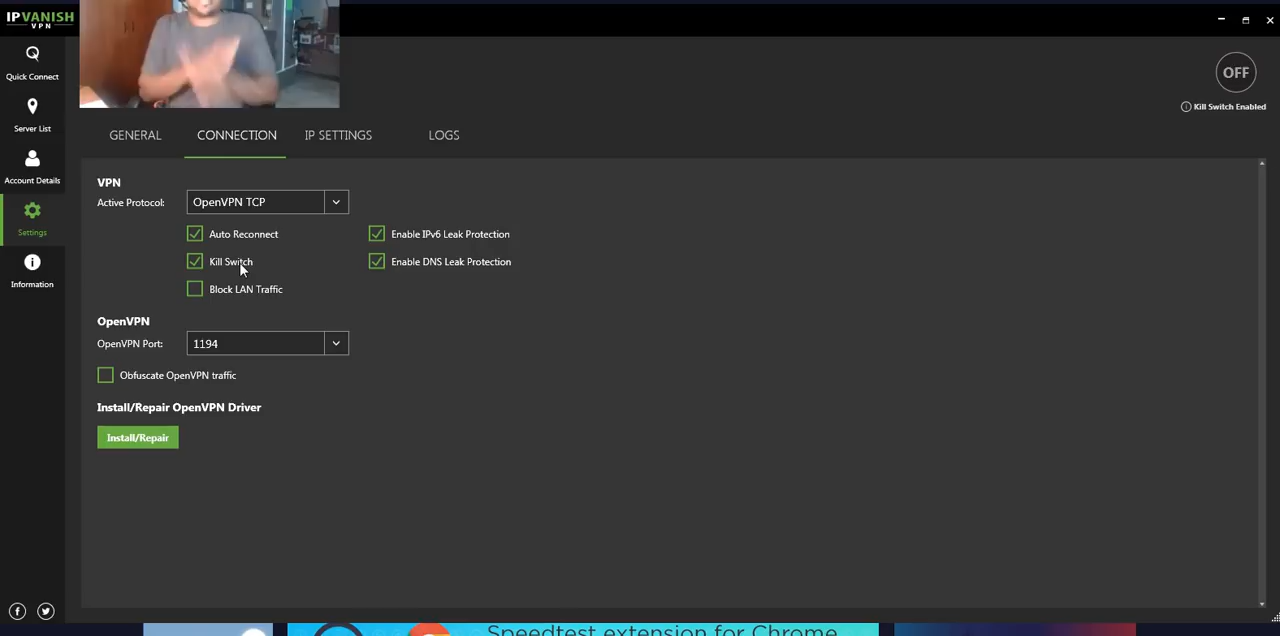 IPVANISH
VPN
Quick Connect
Server List
Account Details
Settings
Information
OFF
Kill Switch Enabled
GENERAL CONNECTION IP SETTINGS LOGS
VPN
Active Protocol: OpenVPN TCP
Auto Reconnect Enable IPv6 Leak Protection
Kill Switch Enable DNS Leak Protection
Block LAN Traffic
OpenVPN
OpenVPN Port: 1194
Obfuscate OpenVPN traffic
Install/Repair OpenVPN Driver
Install/Repair
Speedtest extension for Chrome